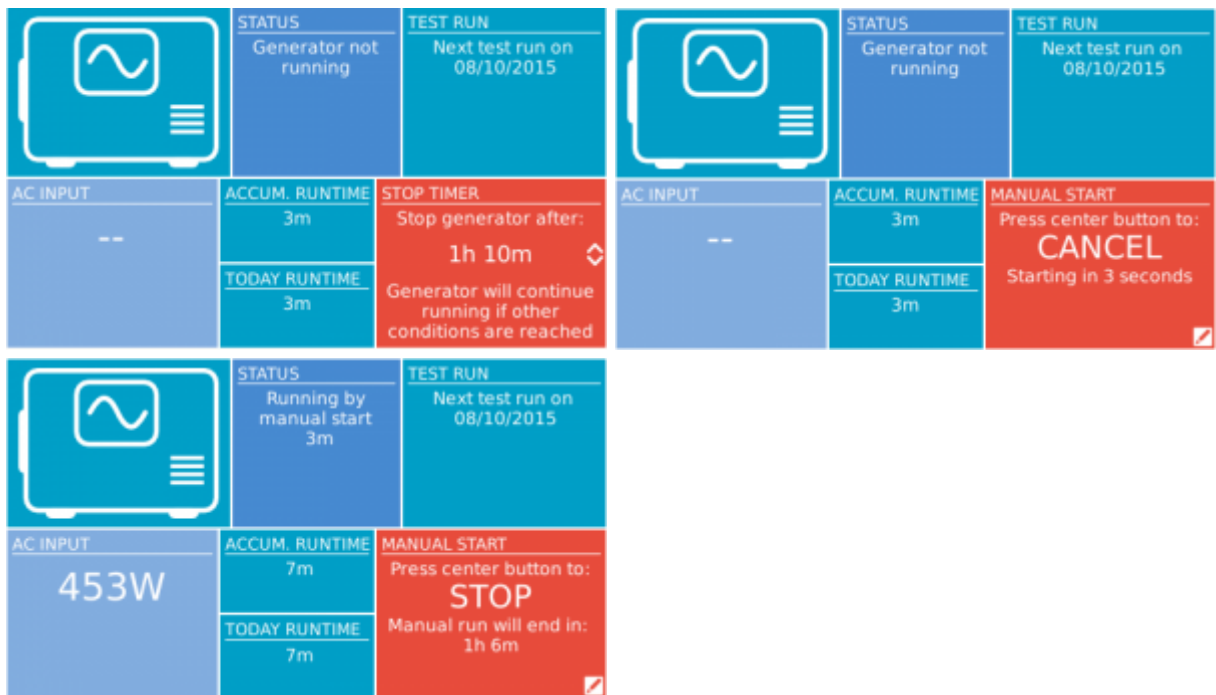 STATUS
Generator not
running
TEST RUN
Next test run on
08/10/2015
AC INPUT
--
ACCUM. RUNTIME
3m
TODAY RUNTIME
3m
STOP TIMER
Stop generator after:
1h 10m
Generator will continue
running if other
conditions are reached
STATUS
Generator not
running
TEST RUN
Next test run on
08/10/2015
AC INPUT
--
ACCUM. RUNTIME
3m
TODAY RUNTIME
3m
MANUAL START
Press center button to:
CANCEL
Starting in 3 seconds
STATUS
Running by
manual start
3m
TEST RUN
Next test run on
08/10/2015
AC INPUT
453W
ACCUM. RUNTIME
7m
TODAY RUNTIME
7m
MANUAL START
Press center button to:
STOP
Manual run will end in:
1h 6m